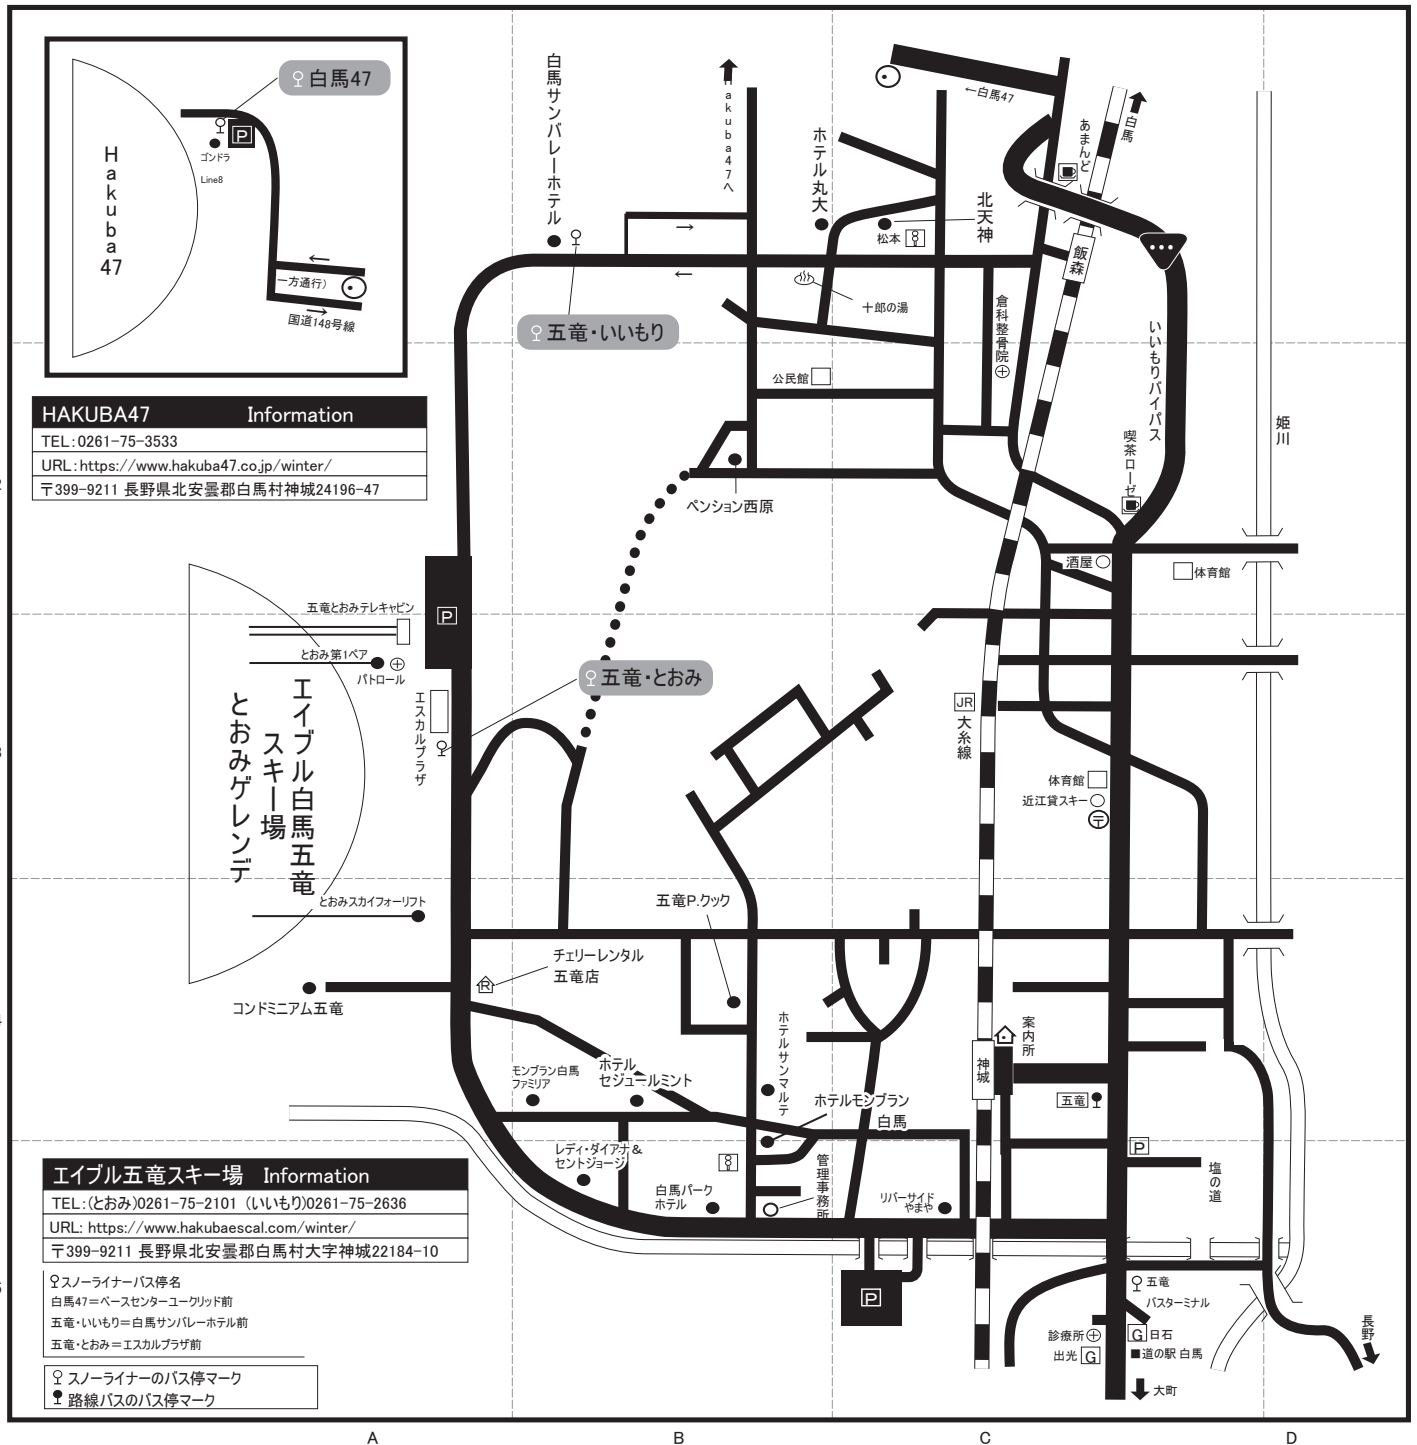 白馬47
P
ゴンドラ
Line8
Hakuba47
一方通行)
国道148号線
白馬サンバレーホテル
Hakuba47へ
ホテル丸大
←白馬47
あまんど
白馬
北天神
松本
飯森
五竜・いいもり
十郎の湯
倉科整骨院
いいもりバイパス
公民館
姫川
喫茶ローゼ
HAKUBA47 Information
TEL:0261-75-3533
URL:https://www.hakuba47.co.jp/winter/
〒399-9211 長野県北安曇郡白馬村神城24196-47
2
ペンション西原
酒屋
体育館
五竜とおみテレキャビン
P
とおみ第1ペア
パトロール
五竜・とおみ
エスカルプラザ
エイブル白馬五竜
スキー場
とおみゲレンデ
JR
大糸線
3
体育館
近江貸スキー
〒
とおみスカイフォーリフト
五竜P.クック
チェリーレンタル
五竜店
R
コンドミニアム五竜
4
ホテルサンマルテ
案内所
神城
モンブラン白馬
ファミリア
ホテル
セジュールミント
ホテルモンブラン
白馬
五竜
P
レディ・ダイアナ&
セントジョージ
管理事務所
塩の道
白馬パーク
ホテル
リバーサイド
やまや
エイブル五竜スキー場 Information
TEL:(とおみ)0261-75-2101 (いいもり)0261-75-2636
URL: https://www.hakubaescal.com/winter/
〒399-9211 長野県北安曇郡白馬村大字神城22184-10
スノーライナーバス停名
白馬47=ベースセンターユークリッド前
五竜・いいもり=白馬サンバレーホテル前
五竜・とおみ=エスカルプラザ前
スノーライナーのバス停マーク
路線バスのバス停マーク
P
五竜
バスターミナル
診療所
G 日石
出光 G
■道の駅 白馬
長野
大町
A B C D